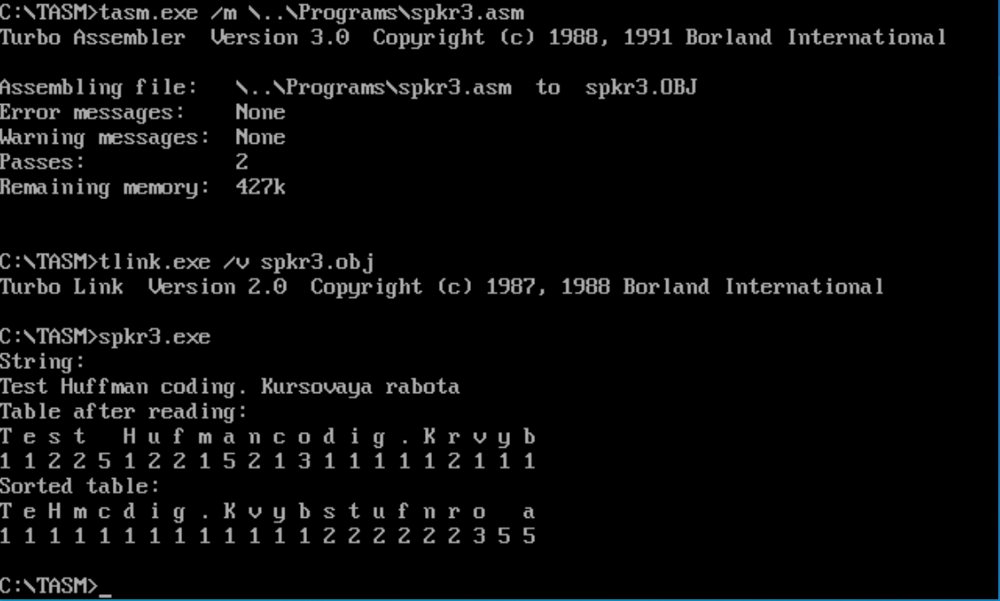 C:\TASM>tasm.exe /m \..\Programs\spkr3.asm
Turbo Assembler  Version 3.0  Copyright (c) 1988, 1991 Borland International
Assembling file:   \..\Programs\spkr3.asm  to  spkr3.OBJ
Error messages:    None
Warning messages:  None
Passes:            2
Remaining memory:  427k
C:\TASM>tlink.exe /v spkr3.obj
Turbo Link  Version 2.0  Copyright (c) 1987, 1988 Borland International
C:\TASM>spkr3.exe
String:
Test Huffman coding. Kursovaya rabota
Table after reading:
T e s t   H u f m a n c o d i g . K r v y b
1 1 2 2 5 1 2 2 1 5 2 1 3 1 1 1 1 1 2 1 1 1
Sorted table:
T e H m c d i g . K v y b s t u f n r o   a
1 1 1 1 1 1 1 1 1 1 1 1 1 2 2 2 2 2 2 3 5 5
C:\TASM>_